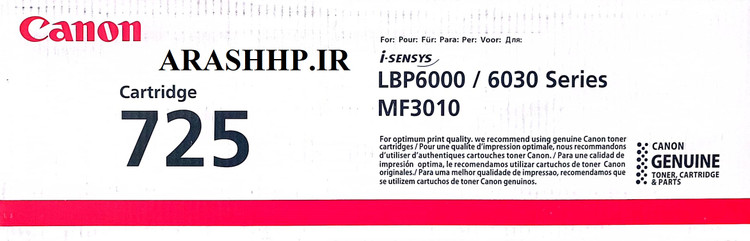 Canon
ARASHHP.IR
Cartridge
725
For: Pour: Für: Para: Per: Voor: Для:
i-SENSYS
LBP6000 / 6030 Series
MF3010
For optimum print quality, we recommend using genuine Canon toner
cartridges / Pour une qualite d'impression optimale, nous recommandons
d'utiliser d'authentiques cartouches toner Canon. / Para una calidad de
impresión optima, le recomendamos utilizar cartuchos de toner Canon
originales./ Para uma melhor qualidade de impressao, recomendamos que
se utilizem cartuchos de toner Canon genuinos.
CANON
GENUINE
TONER, CARTRIDGE
& PARTS